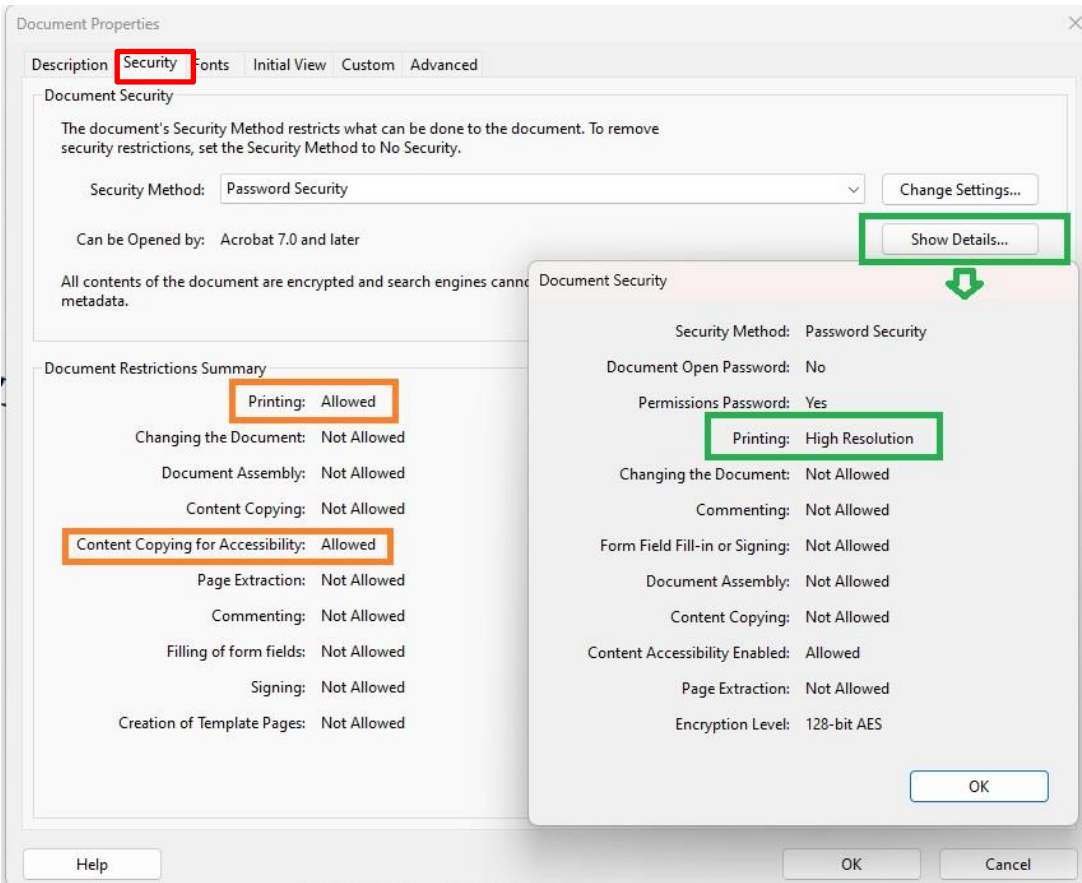 Document Properties
Description Security Fonts Initial View Custom Advanced
Document Security
The document's Security Method restricts what can be done to the document. To remove
security restrictions, set the Security Method to No Security.
Security Method: Password Security
Change Settings...
Can be Opened by: Acrobat 7.0 and later
Show Details...
All contents of the document are encrypted and search engines
metadata.
Document Restrictions Summary
Printing: Allowed
Changing the Document: Not Allowed
Document Assembly: Not Allowed
Content Copying: Not Allowed
Content Copying for Accessibility: Allowed
Page Extraction: Not Allowed
Commenting: Not Allowed
Filling of form fields: Not Allowed
Signing: Not Allowed
Creation of Template Pages: Not Allowed
Document Security
Security Method: Password Security
Document Open Password: No
Permissions Password: Yes
Printing: High Resolution
Changing the Document: Not Allowed
Commenting: Not Allowed
Form Field Fill-in or Signing: Not Allowed
Document Assembly: Not Allowed
Content Copying: Not Allowed
Content Accessibility Enabled: Allowed
Page Extraction: Not Allowed
Encryption Level: 128-bit AES
OK
Help
OK
Cancel